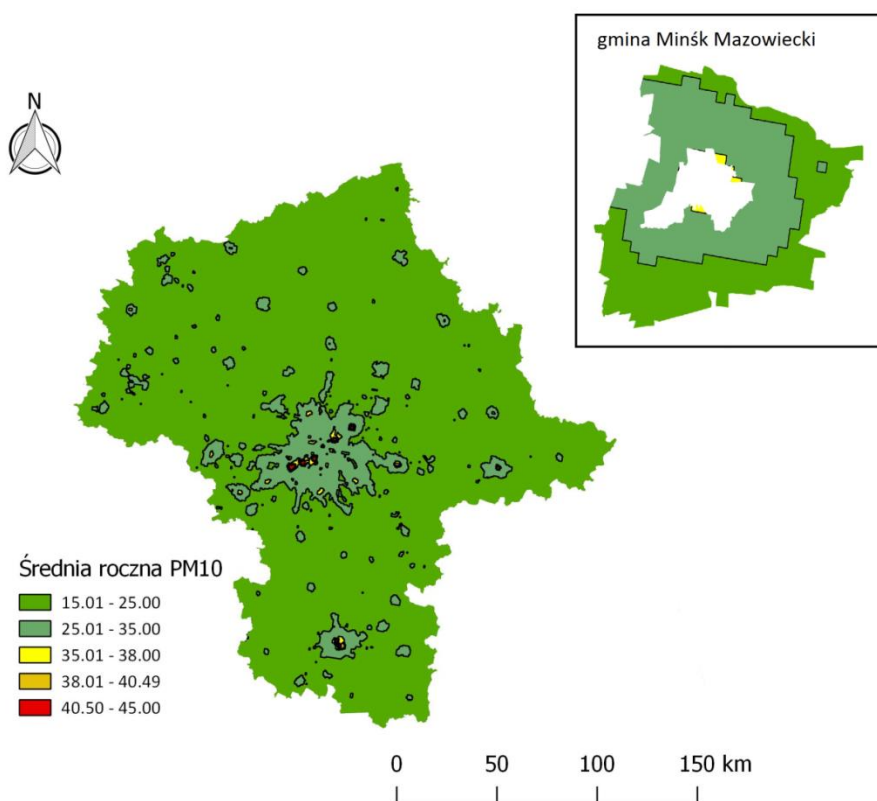 gmina Mińśk Mazowiecki
N
Średnia roczna PM10
15.01 - 25.00
25.01 - 35.00
35.01 - 38.00
38.01 - 40.49
40.50 - 45.00
0 50 100 150 km